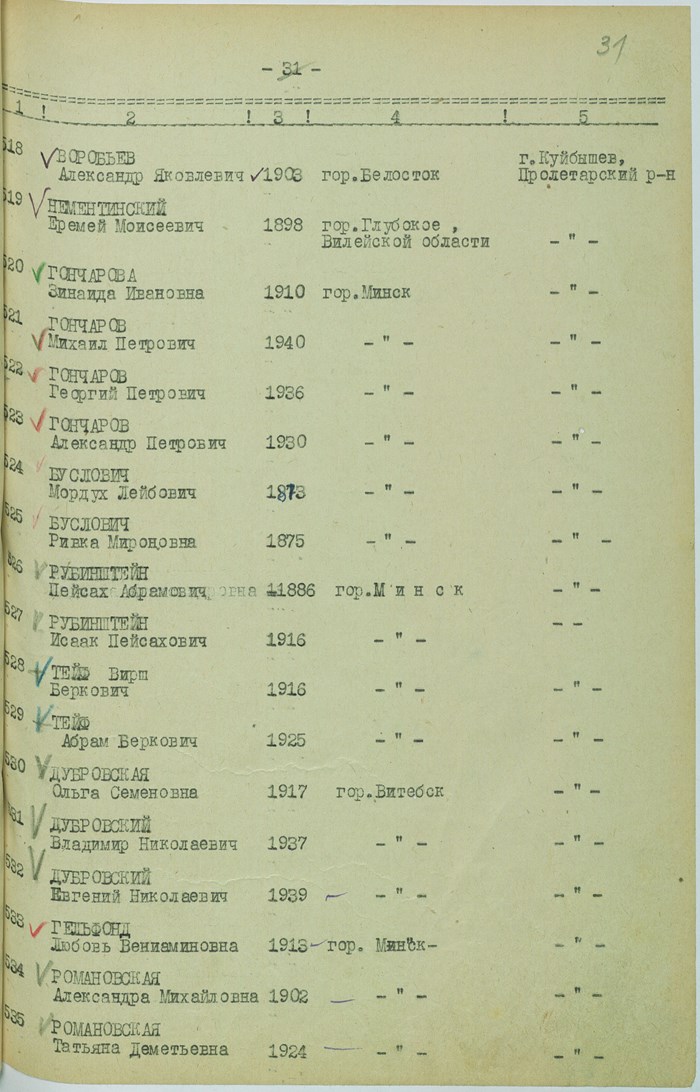 31
- 31 -
1 ! 2 ! 3 ! 4 ! 5
518 ВОРОБЬЕВ г.Куйбышев,
Александр Яковлевич 1903 гор.Белосток Пролетарский р-н
519 НЕМЕНТИНСКИЙ
Еремей Моисеевич 1898 гор.Глубокое ,
Вилейской области - " -
520 ГОНЧАРОВА
Зинаида Ивановна 1910 гор.Минск - " -
521 ГОНЧАРОВ
Михаил Петрович 1940 - " - - " -
522 ГОНЧАРОВ
Георгий Петрович 1936 - " - - " -
523 ГОНЧАРОВ
Александр Петрович 1930 - " - - " -
524 БУСЛОВИЧ
Мордух Лейбович 1873 - " - - " -
525 БУСЛОВИЧ
Ривка Мироновна 1875 - " - - " -
526 РУБИНШТЕЙН
Пейсах Абрамович 1886 гор.М и н с к - " -
527 РУБИНШТЕЙН - -
Исаак Пейсахович 1916 - " -
528 ТЕЙФ Вирш
Беркович 1916 - " - - " -
529 ТЕЙФ
Абрам Беркович 1925 - " - - " -
530 ДУБРОВСКАЯ
Ольга Семеновна 1917 гор.Витебск - " -
531 ДУБРОВСКИЙ
Владимир Николаевич 1937 - " - - " -
532 ДУБРОВСКИЙ
Евгений Николаевич 1939 - " - - " -
533 ГЕЛЬФОНД
Любовь Вениаминовна 1913 гор. Минск- - " -
534 РОМАНОВСКАЯ
Александра Михайловна 1902 - " - - " -
535 РОМАНОВСКАЯ
Татьяна Деметьевна 1924 - " - - " -